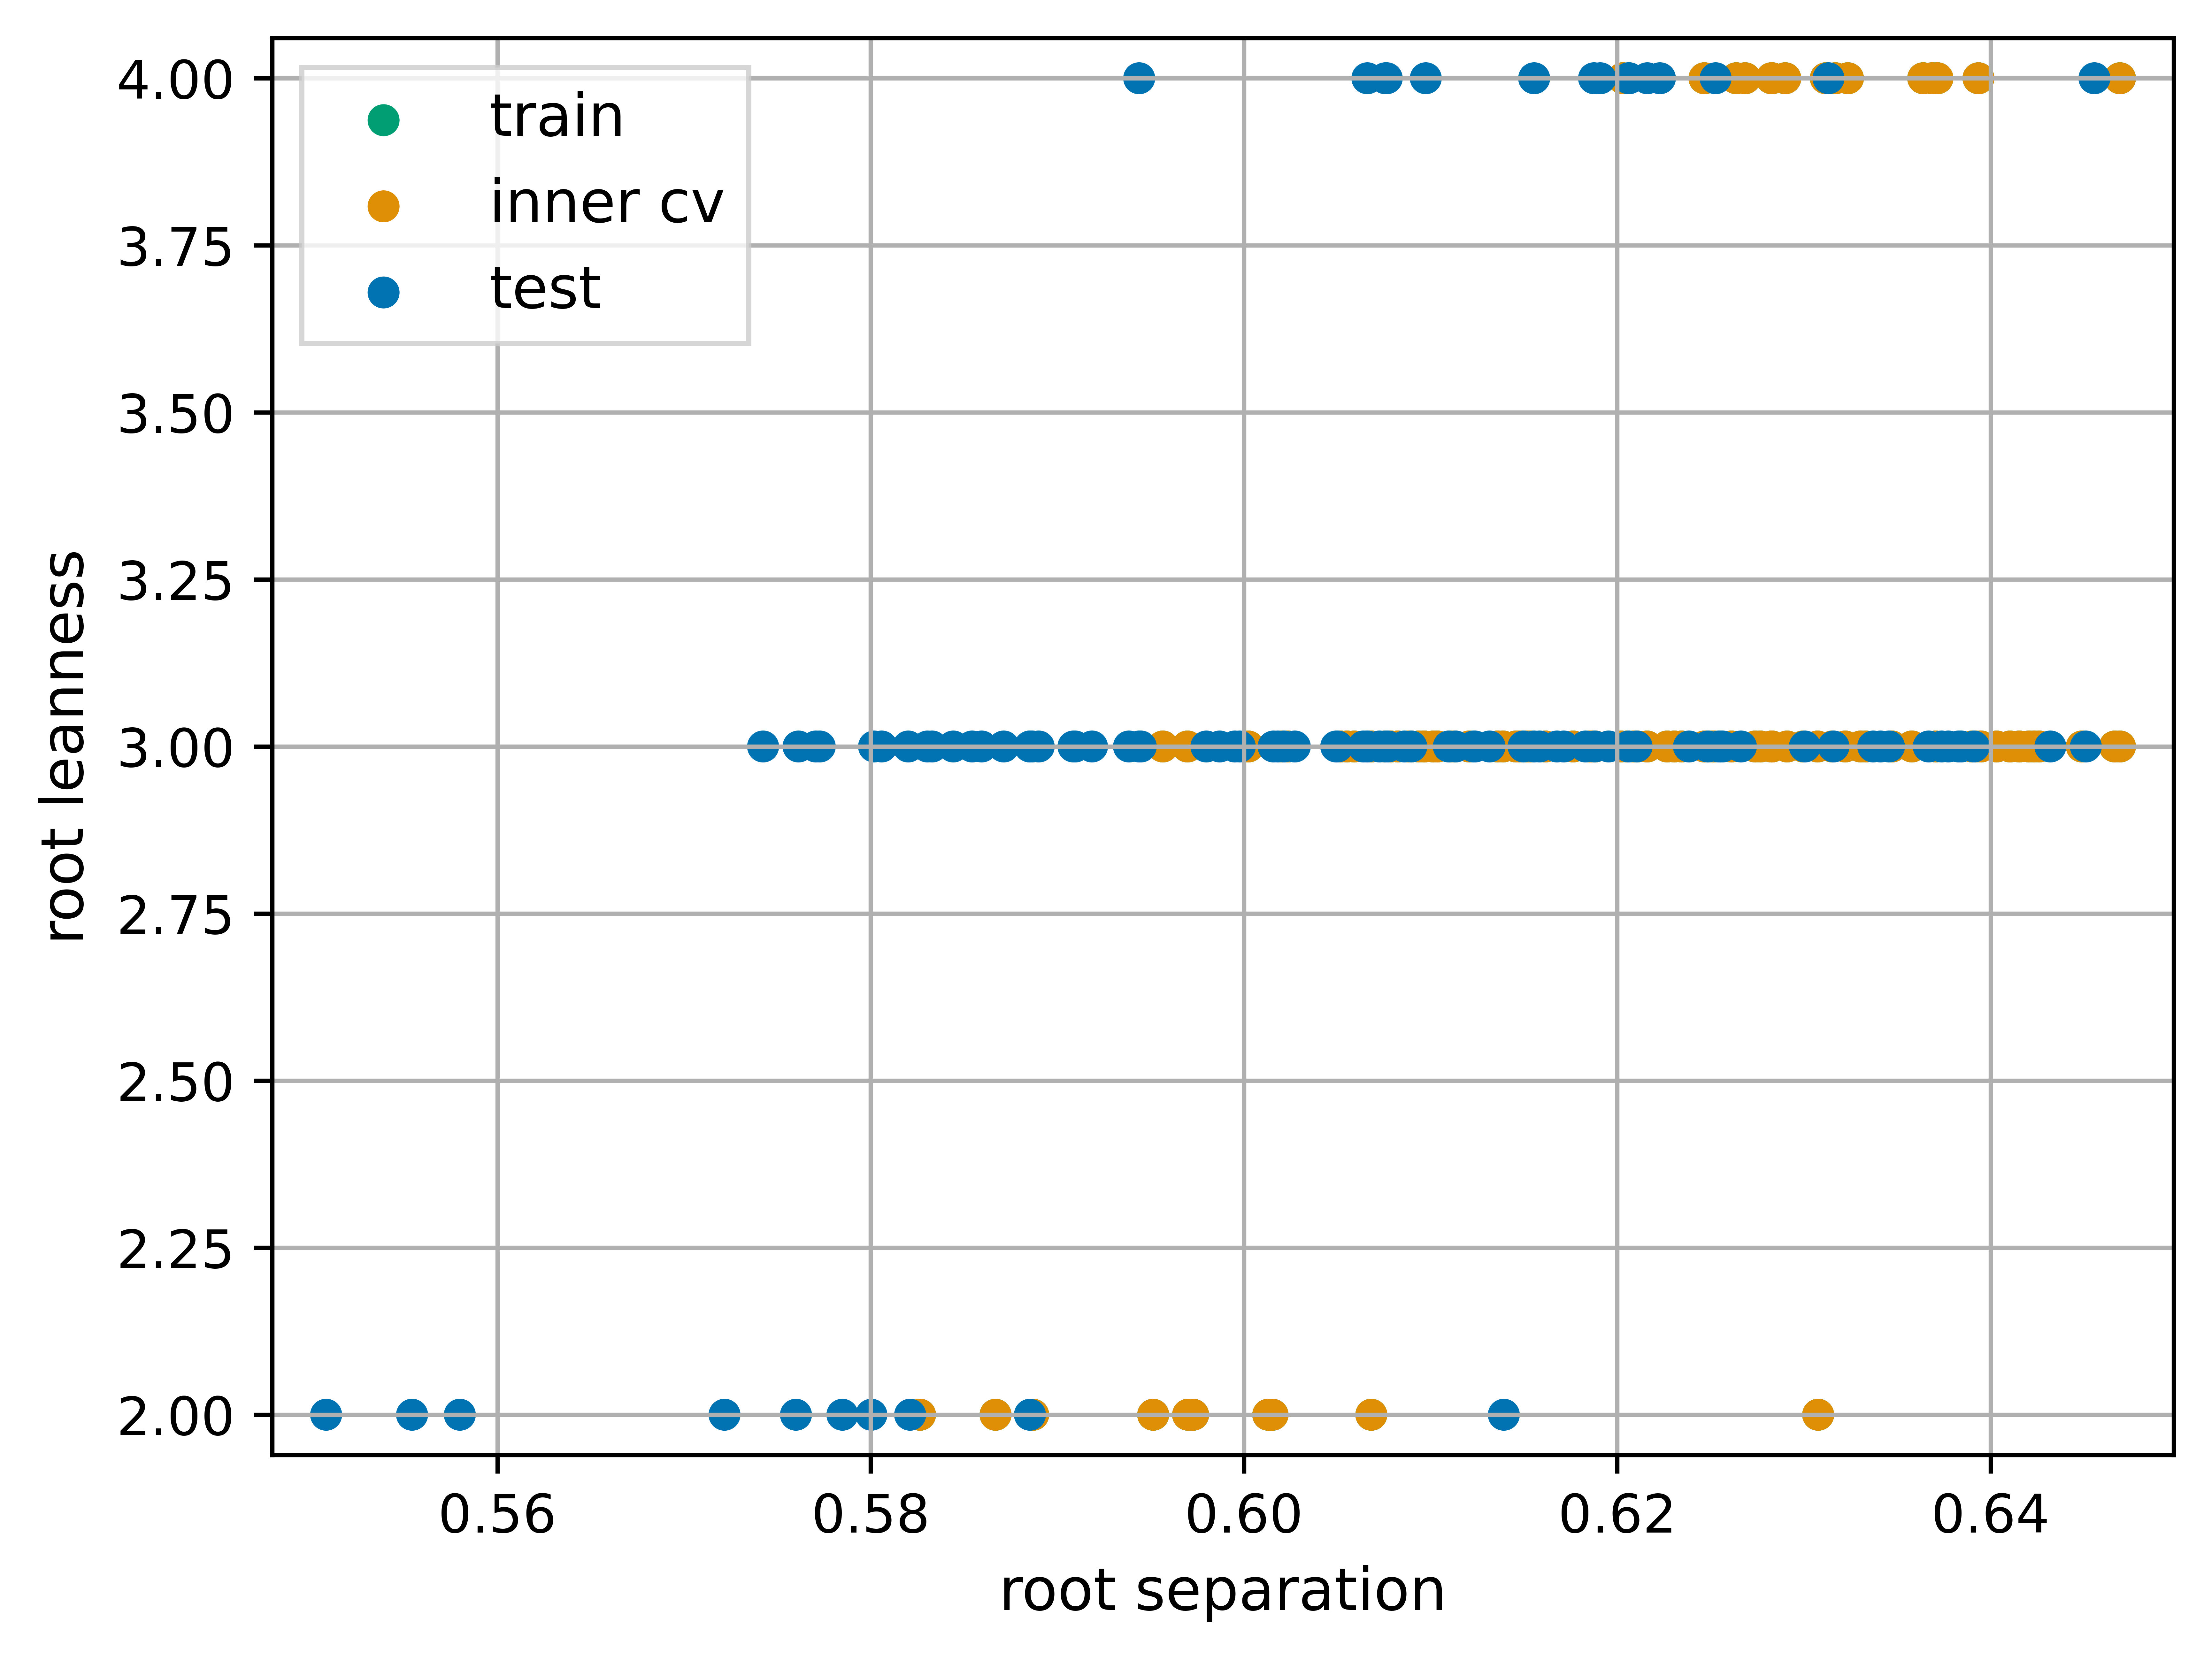 4.00
3.75
3.50
3.25
3.00
2.75
2.50
2.25
2.00
root leanness
train
inner cv
test
0.56 0.58 0.60 0.62 0.64
root separation